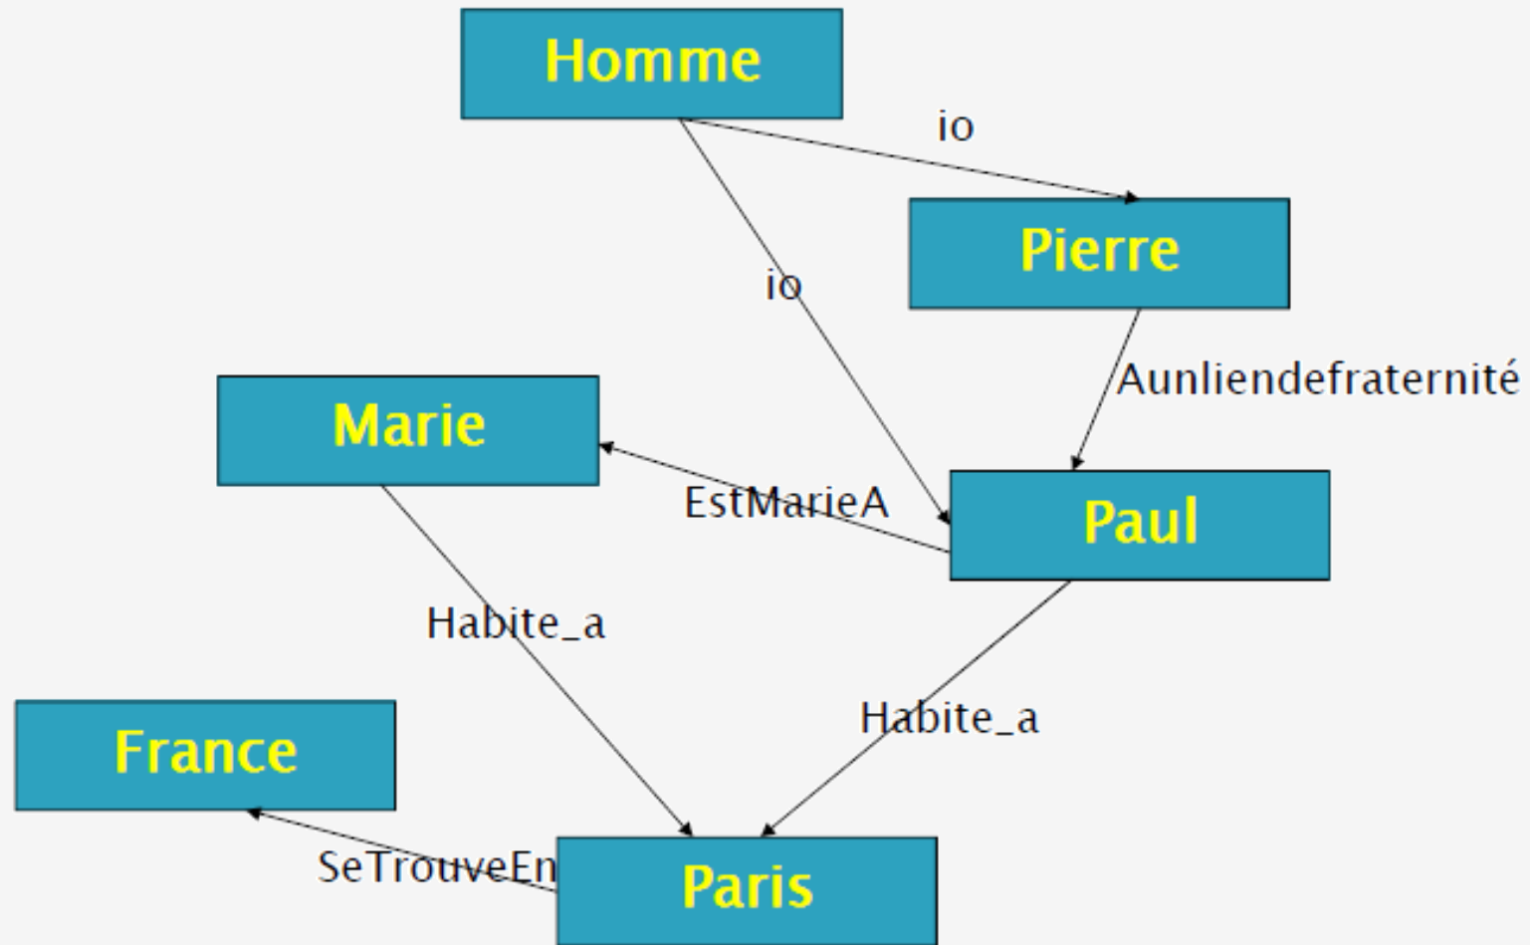 Homme
io
Pierre
io
Aunliendefraternité
Marie
EstMarieA
Paul
Habite_a
Habite_a
France
SeTrouveEn
Paris